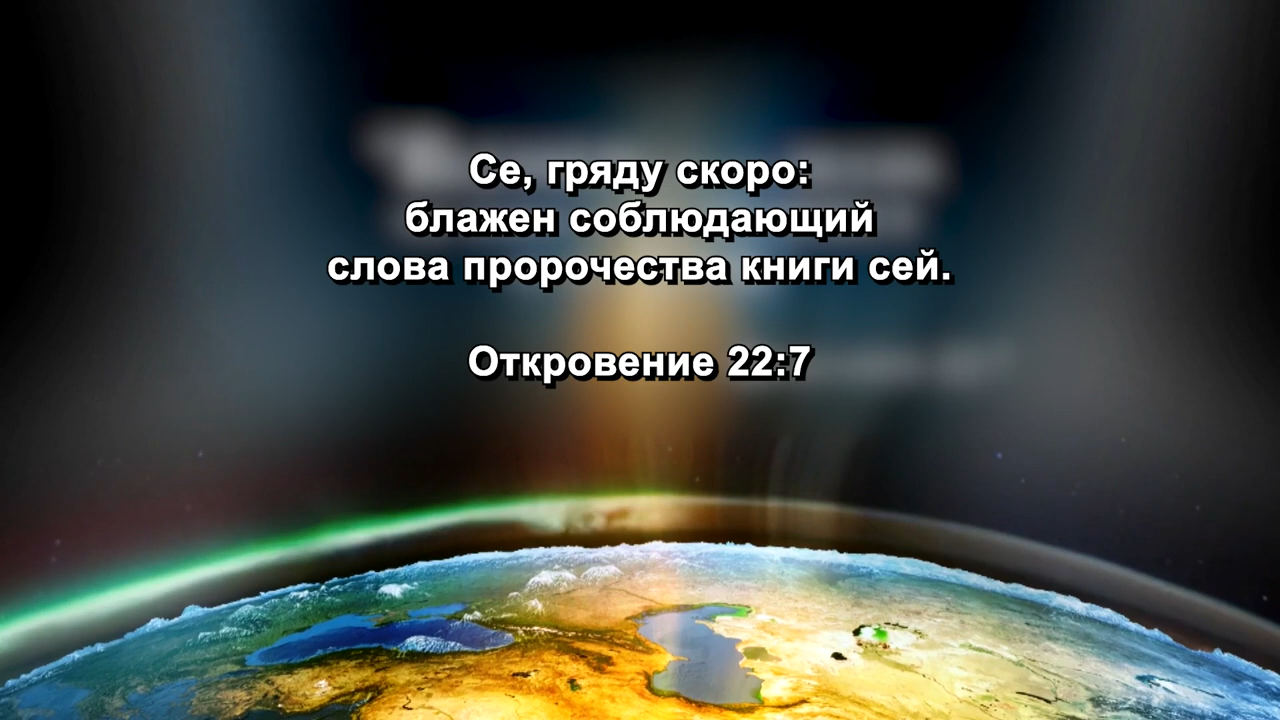 Се, гряду скоро:
блажен соблюдающий
слова пророчества книги сей.
Откровение 22:7